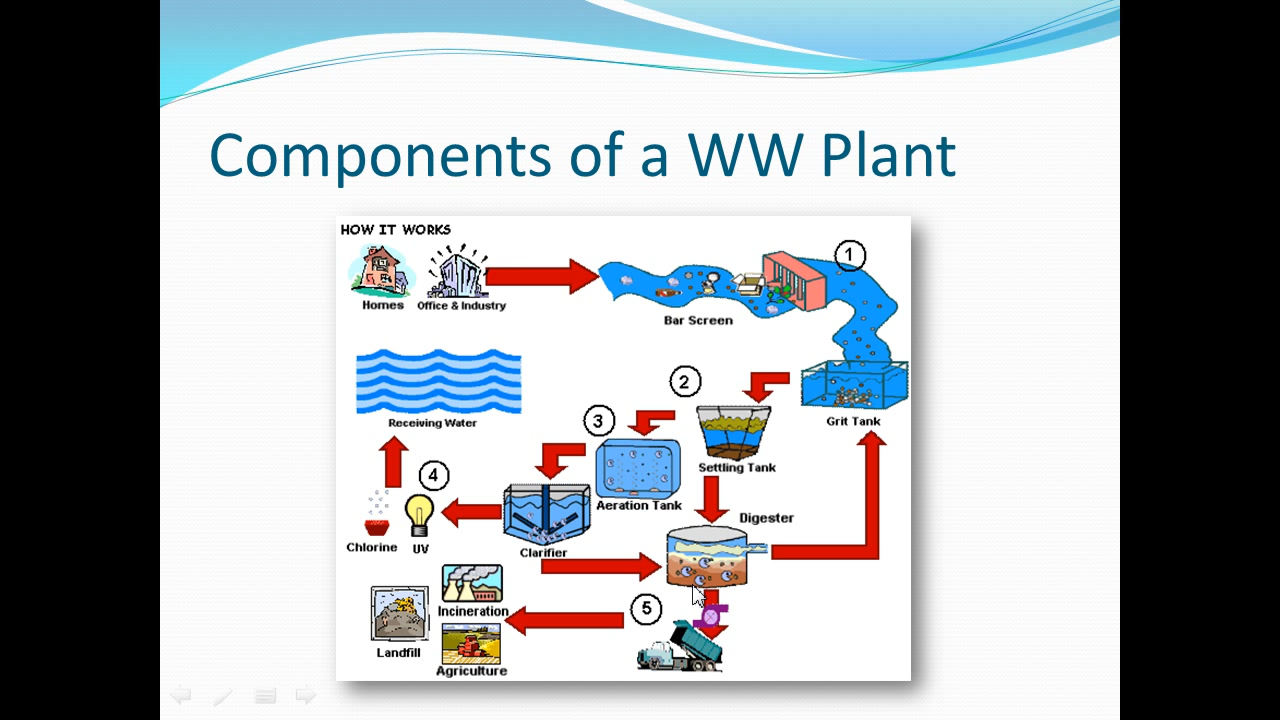 Components of a WW Plant
HOW IT WORKS
Homes
Office & Industry
Bar Screen
1
Receiving Water
2
Grit Tank
3
Settling Tank
4
Aeration Tank
Digester
Chlorine
UV
Clarifier
Incineration
5
Landfill
Agriculture